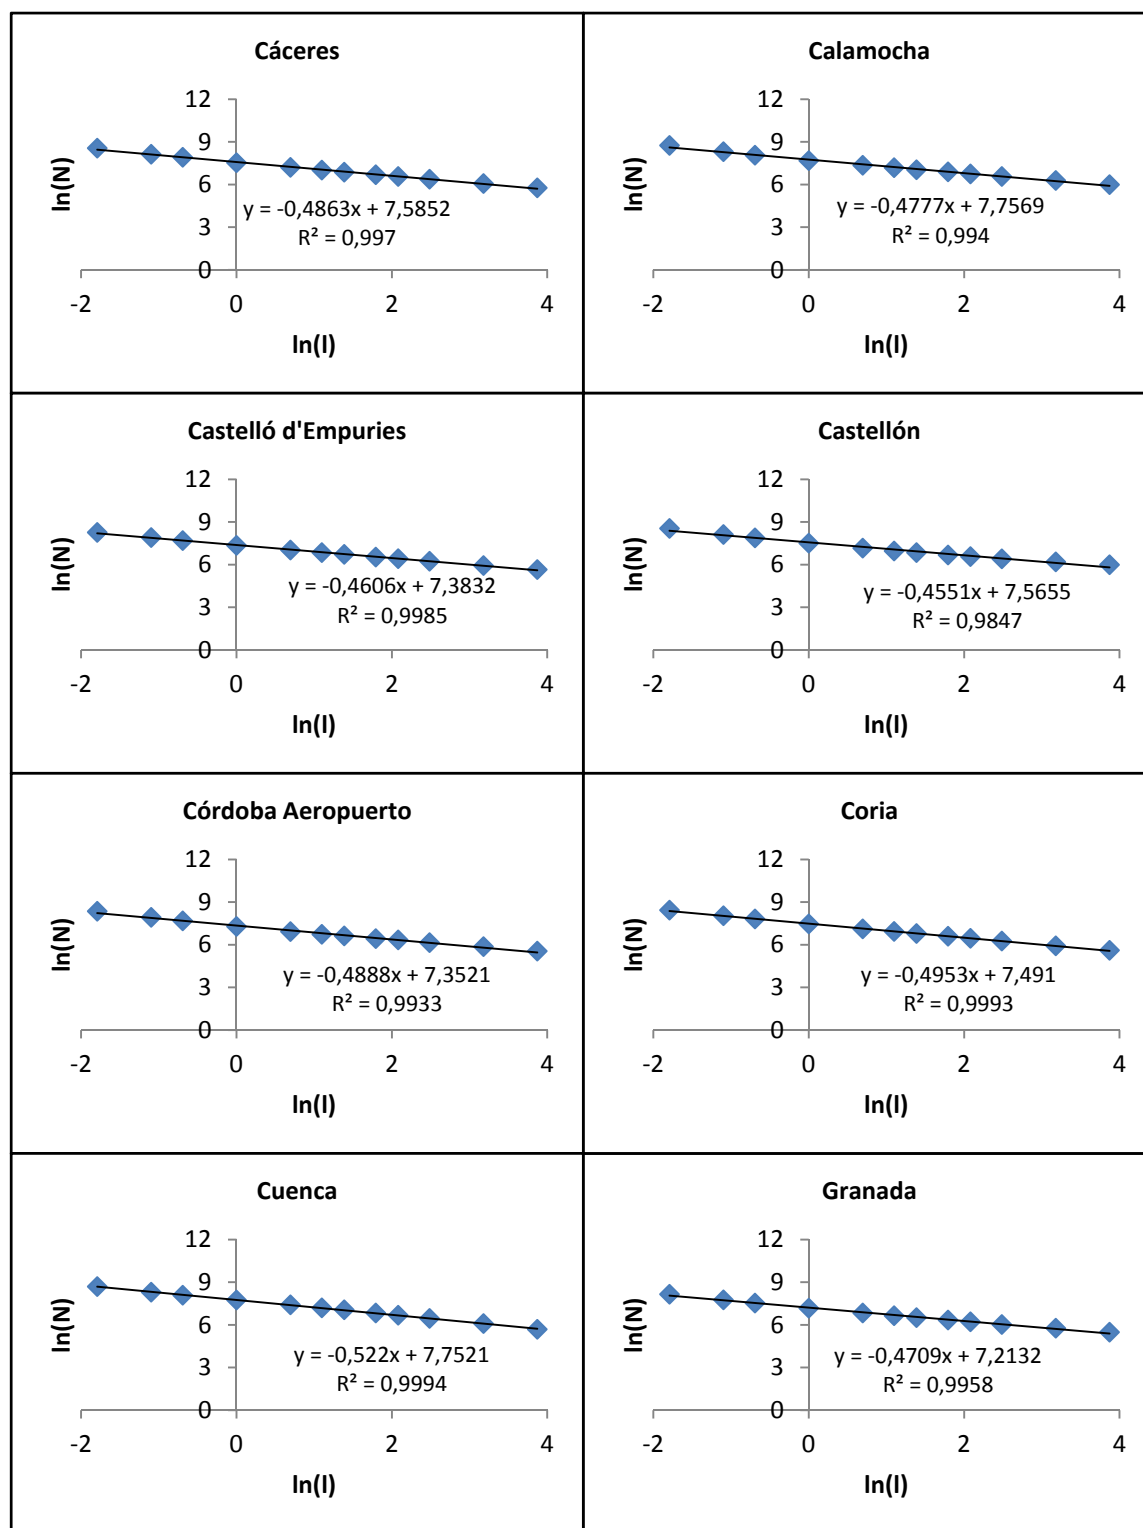 Cáceres
12
9
6
3
0
ln(N)
y = -0,4863x + 7,5852
R² = 0,997
-2 0 2 4
ln(l)
Calamocha
12
9
6
3
0
ln(N)
y = -0,4777x + 7,7569
R² = 0,994
-2 0 2 4
ln(l)
Castelló d'Empuries
12
9
6
3
0
ln(N)
y = -0,4606x + 7,3832
R² = 0,9985
-2 0 2 4
ln(l)
Castellón
12
9
6
3
0
ln(N)
y = -0,4551x + 7,5655
R² = 0,9847
-2 0 2 4
ln(l)
Córdoba Aeropuerto
12
9
6
3
0
ln(N)
y = -0,4888x + 7,3521
R² = 0,9933
-2 0 2 4
ln(l)
Coria
12
9
6
3
0
ln(N)
y = -0,4953x + 7,491
R² = 0,9993
-2 0 2 4
ln(l)
Cuenca
12
9
6
3
0
ln(N)
y = -0,522x + 7,7521
R² = 0,9994
-2 0 2 4
ln(l)
Granada
12
9
6
3
0
ln(N)
y = -0,4709x + 7,2132
R² = 0,9958
-2 0 2 4
ln(l)